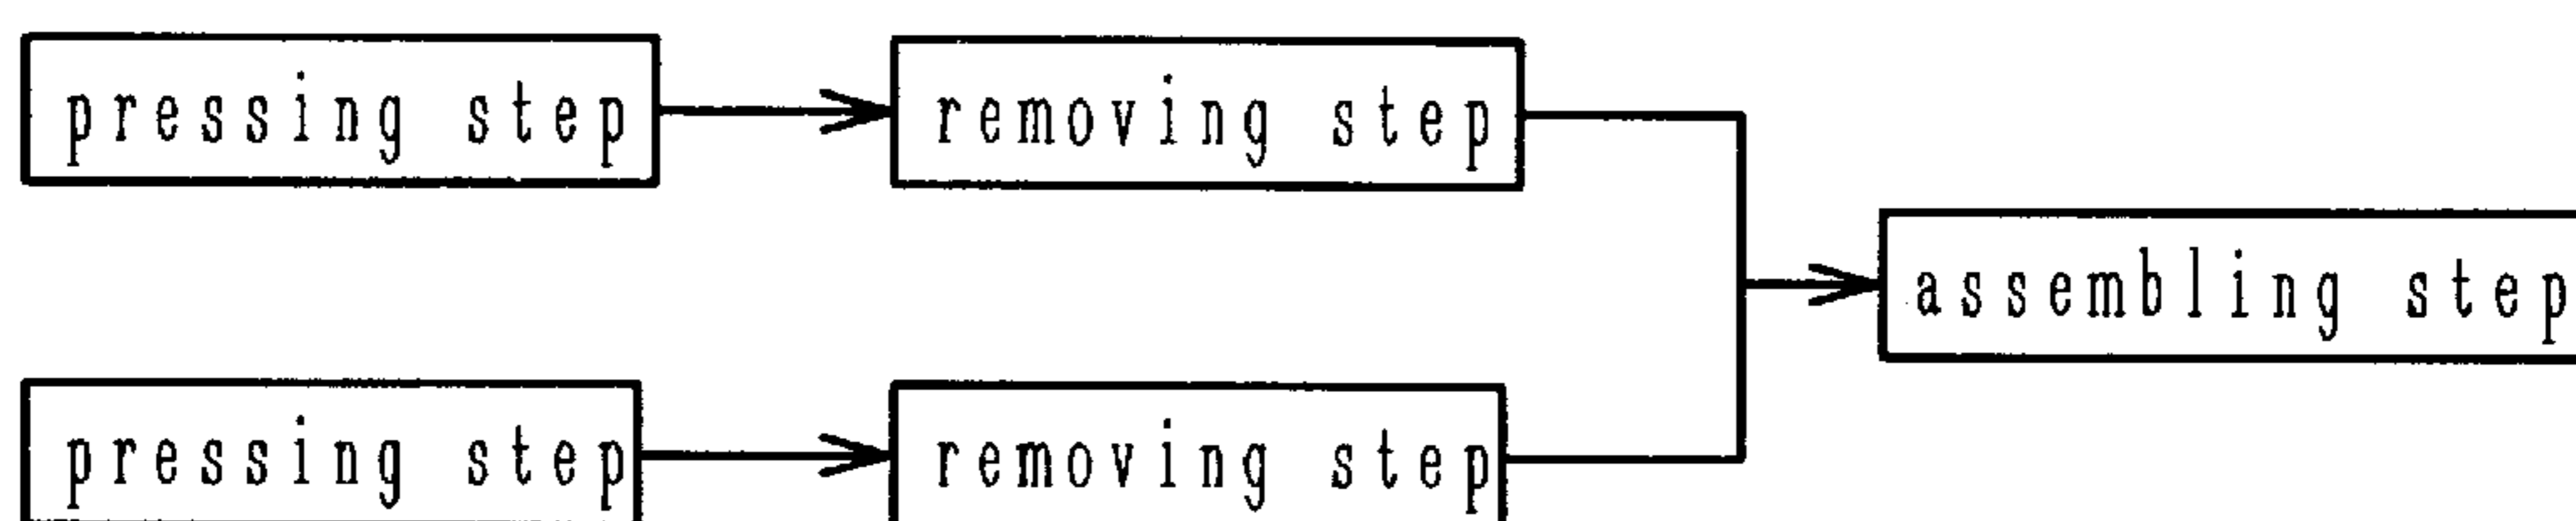 pressing step
removing step
assembling step
pressing step
removing step